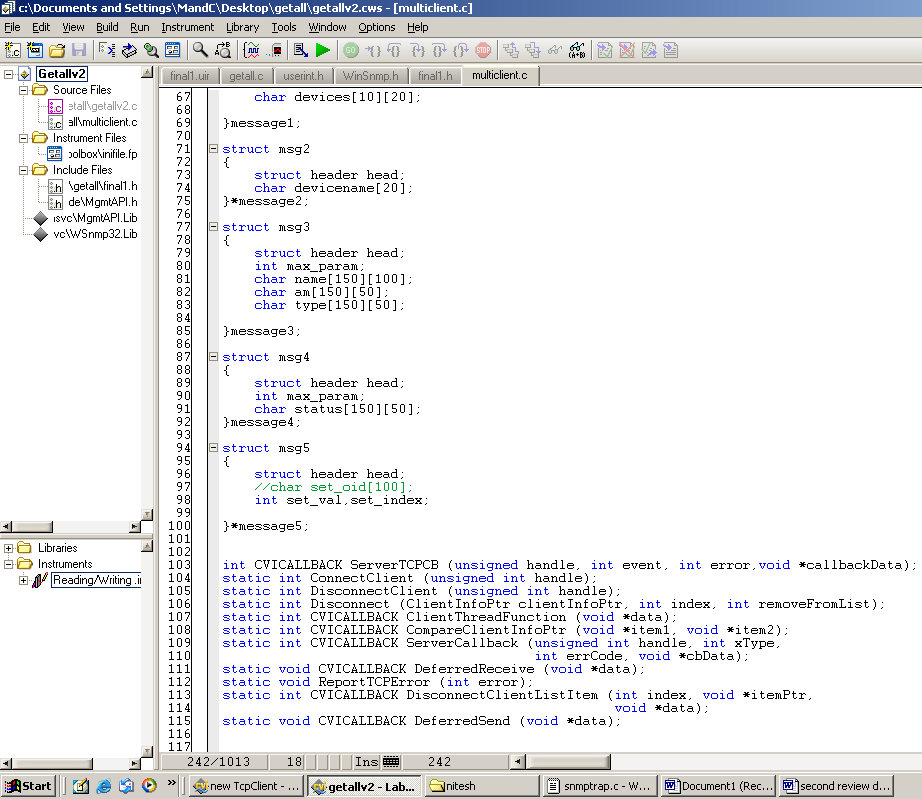 c:\Documents and Settings\MandC\Desktop\getall\getallv2.cws - [multiclient.c]
File Edit View Build Run Instrument Library Tools Window Options Help
Getallv2
Source Files
etall\getallv2.c
all\multiclient.c
Instrument Files
oolbox\inifile.fp
Include Files
\getall\final1.h
de\MgmtAPI.h
isvc\MgmtAPI.Lib
vc\WSnmp32.Lib
Libraries
Instruments
Reading/Writing .in
final1.uir getall.c userint.h WinSnmp.h final1.h multiclient.c
67 char devices[10][20];
68
69 }message1;
70
71 struct msg2
72 {
73 struct header head;
74 char devicename[20];
75 }*message2;
76
77 struct msg3
78 {
79 struct header head;
80 int max_param;
81 char name[150][100];
82 char am[150][50];
83 char type[150][50];
84
85 }message3;
86
87 struct msg4
88 {
89 struct header head;
90 int max_param;
91 char status[150][50];
92 }message4;
93
94 struct msg5
95 {
96 struct header head;
97 //char set_oid[100];
98 int set_val,set_index;
99
100 }*message5;
101
102
103 int CVICALLBACK ServerTCPCB (unsigned handle, int event, int error,void *callbackData);
104 static int ConnectClient (unsigned int handle);
105 static int DisconnectClient (unsigned int handle);
106 static int Disconnect (ClientInfoPtr clientInfoPtr, int index, int removeFromList);
107 static int CVICALLBACK ClientThreadFunction (void *data);
108 static int CVICALLBACK CompareClientInfoPtr (void *item1, void *item2);
109 static int CVICALLBACK ServerCallback (unsigned int handle, int xType,
110 int errCode, void *cbData);
111 static void CVICALLBACK DeferredReceive (void *data);
112 static void ReportTCPError (int error);
113 static int CVICALLBACK DisconnectClientListItem (int index, void *itemPtr,
114 void *data);
115 static void CVICALLBACK DeferredSend (void *data);
116
117
242/1013 18 Ins 242
Start » new TcpClient - ... getallv2 - Lab... nitesh snmptrap.c - W... Document1 (Rec... second review d...